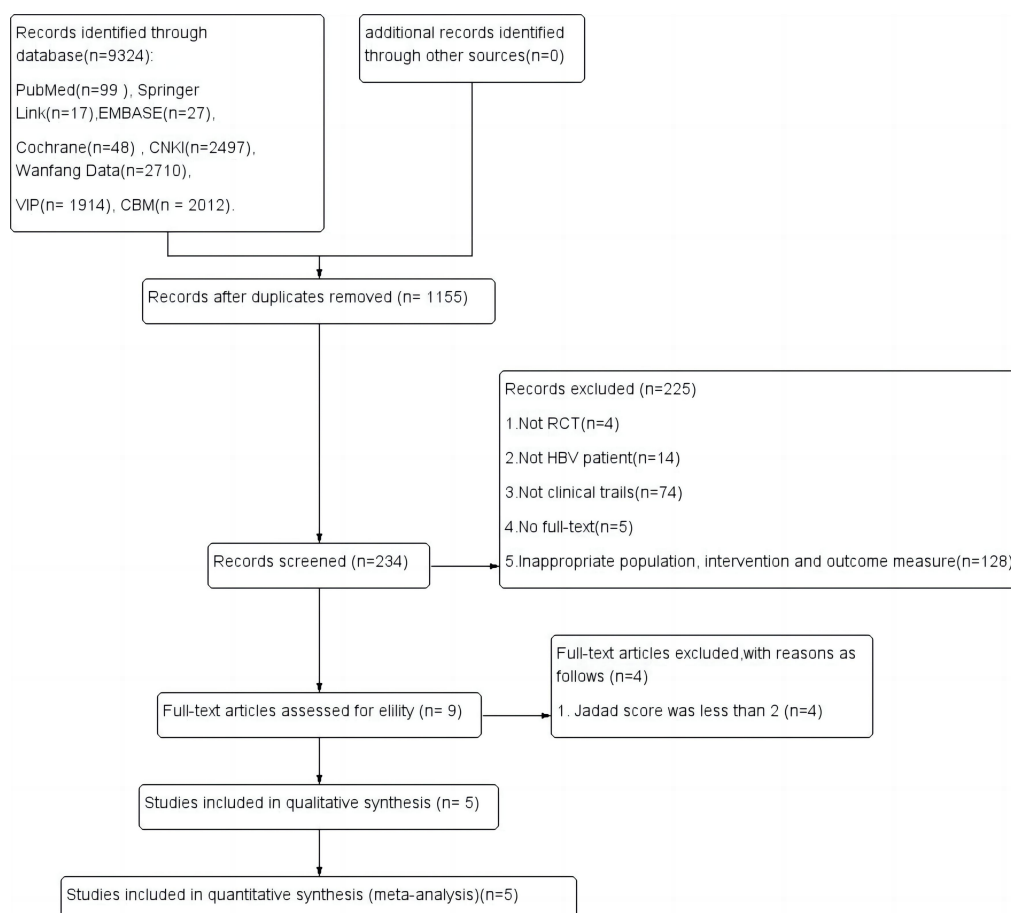 Records identified through
database(n=9324):
PubMed(n=99 ), Springer
Link(n=17),EMBASE(n=27),
Cochrane(n=48) , CNKI(n=2497),
Wanfang Data(n=2710),
VIP(n= 1914), CBM(n = 2012).
additional records identified
through other sources(n=0)
Records after duplicates removed (n= 1155)
Records excluded (n=225)
1.Not RCT(n=4)
2.Not HBV patient(n=14)
3.Not clinical trails(n=74)
4.No full-text(n=5)
5.Inappropriate population, intervention and outcome measure(n=128)
Records screened (n=234)
Full-text articles excluded,with reasons as
follows (n=4)
1. Jadad score was less than 2 (n=4)
Full-text articles assessed for elility (n= 9)
Studies included in qualitative synthesis (n= 5)
Studies included in quantitative synthesis (meta-analysis)(n=5)